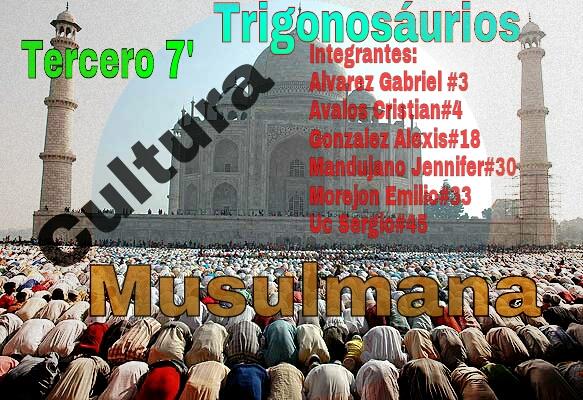 Trigonosáurios
Tercero 7'
Integrantes:
Alvarez Gabriel #3
Avalos Cristian#4
Gonzalez Alexis#18
Mandujano Jennifer#30
Morejon Emilio#33
Uc Sergio#45
Cultura
Musulmana